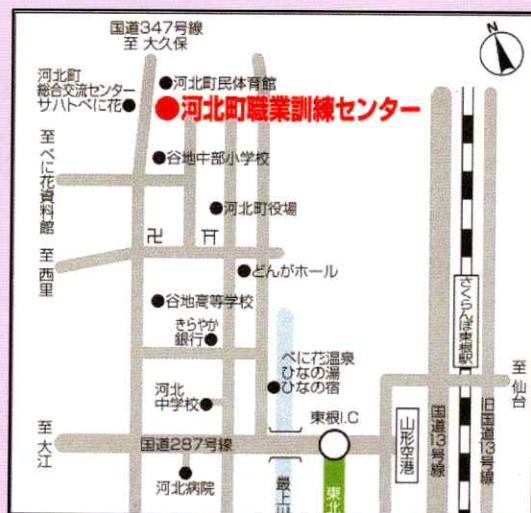 国道347号線
至 大久保
N
河北町
総合交流センター
サハトべに花
河北町民体育館
河北町職業訓練センター
至 べに花資料館
谷地中部小学校
河北町役場
卍
至 西里
どんがホール
谷地高等学校
きらやか
銀行
さくらんぼ東根駅
べに花温泉
ひなの湯
ひなの宿
至 仙台
河北
中学校
東根I.C
至 大江
国道287号線
山形空港
国道13号線
旧国道13号線
河北病院
最上川
東北